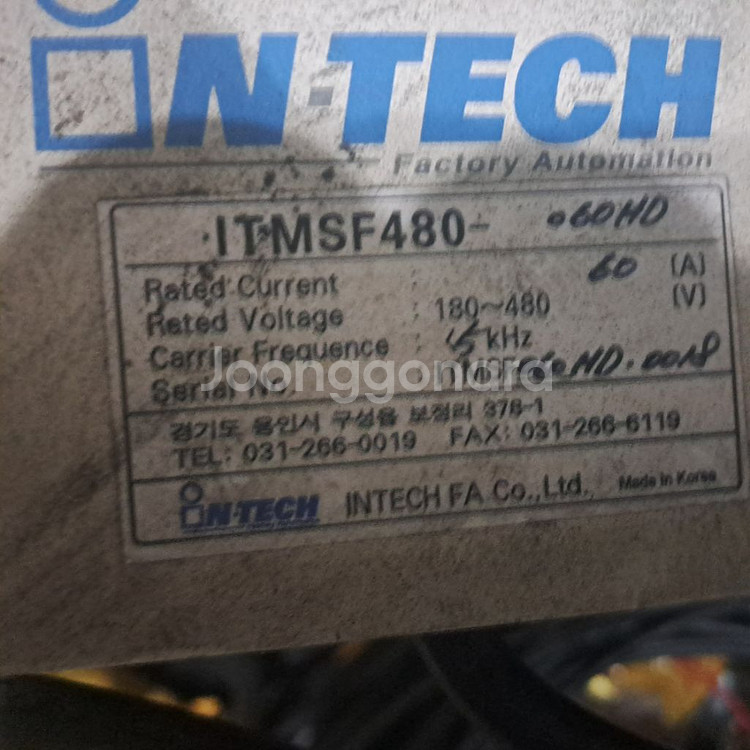 iN-TECH
Factory Automation
ITMSF480- 060HD
Rated Current : 60 (A)
Rated Voltage : 180~480 (V)
Carrier Frequence : 15 kHz
Serial No.
Joonggonara
경기도 용인시 구성읍 보정리 378-1
TEL: 031-266-0019 FAX: 031-266-6119
iN-TECH INTECH FA Co.,Ltd. Made in Korea